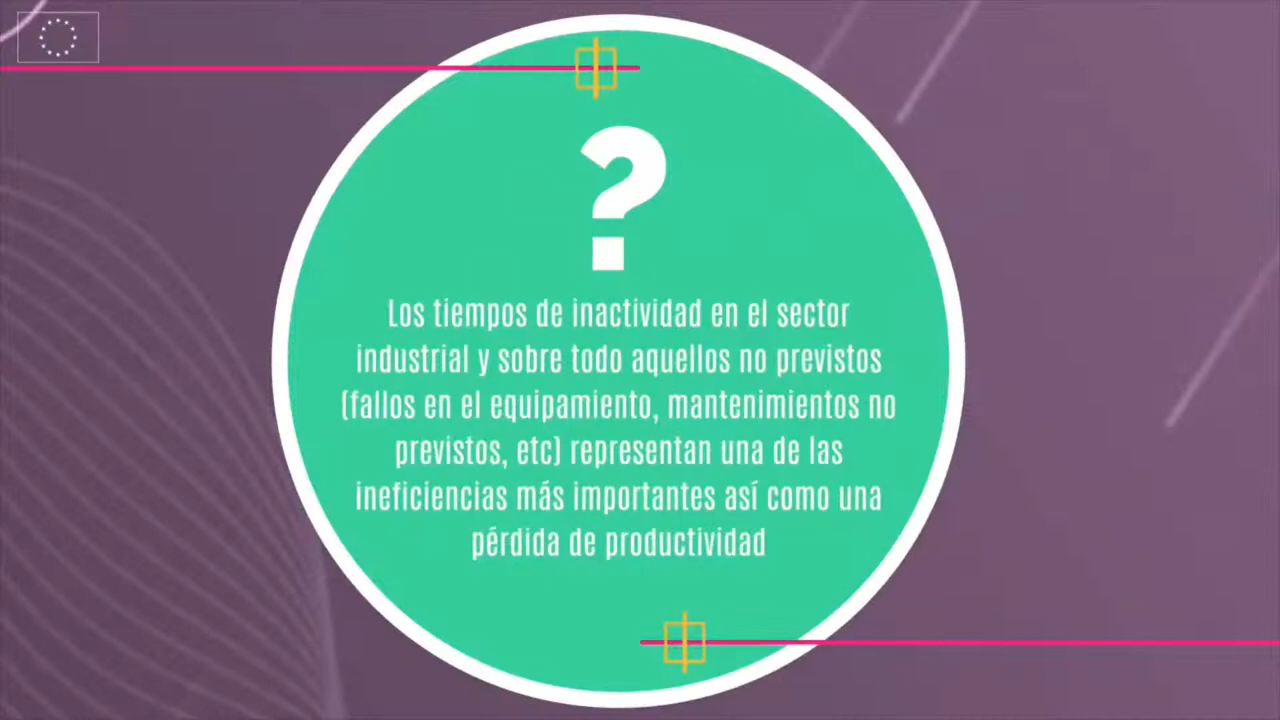 ?
Los tiempos de inactividad en el sector
industrial y sobre todo aquellos no previstos
(fallos en el equipamiento, mantenimientos no
previstos, etc) representan una de las
ineficiencias más importantes así como una
pérdida de productividad